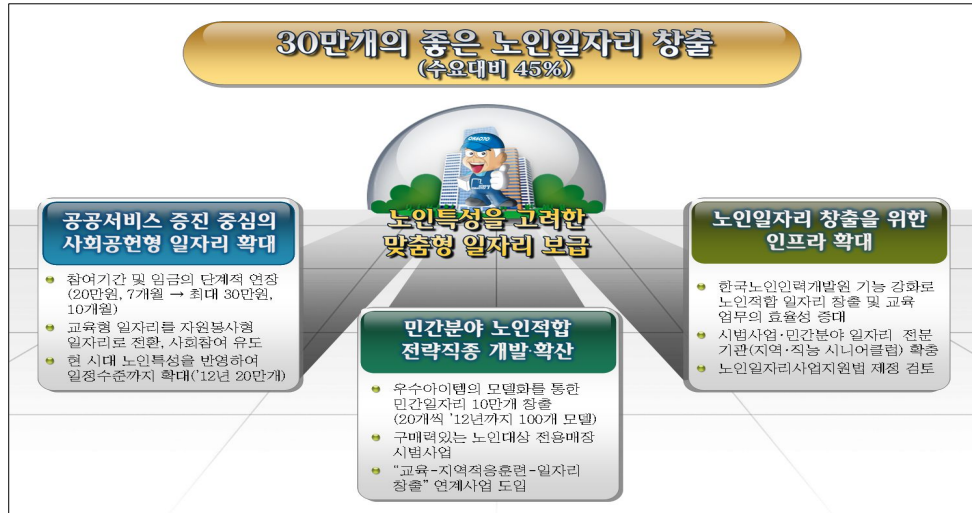 30만개의 좋은 노인일자리 창출
(수요대비 45%)
노인특성을 고려한
맞춤형 일자리 보급
공공서비스 증진 중심의
사회공헌형 일자리 확대
참여기간 및 임금의 단계적 연장
(20만원, 7개월 → 최대 30만원,
10개월)
교육형 일자리를 자원봉사형
일자리로 전환, 사회참여 유도
현 시대 노인특성을 반영하여
일정수준까지 확대('12년 20만개)
민간분야 노인적합
전략직종 개발·확산
우수아이템의 모델화를 통한
민간일자리 10만개 창출
(20개씩 '12년까지 100개 모델)
구매력있는 노인대상 전용매장
시범사업
“교육-지역적응훈련-일자리
창출” 연계사업 도입
노인일자리 창출을 위한
인프라 확대
한국노인인력개발원 기능 강화로
노인적합 일자리 창출 및 교육
업무의 효율성 증대
시범사업·민간분야 일자리 전문
기관(지역·직능 시니어클럽) 확충
노인일자리사업지원법 제정 검토